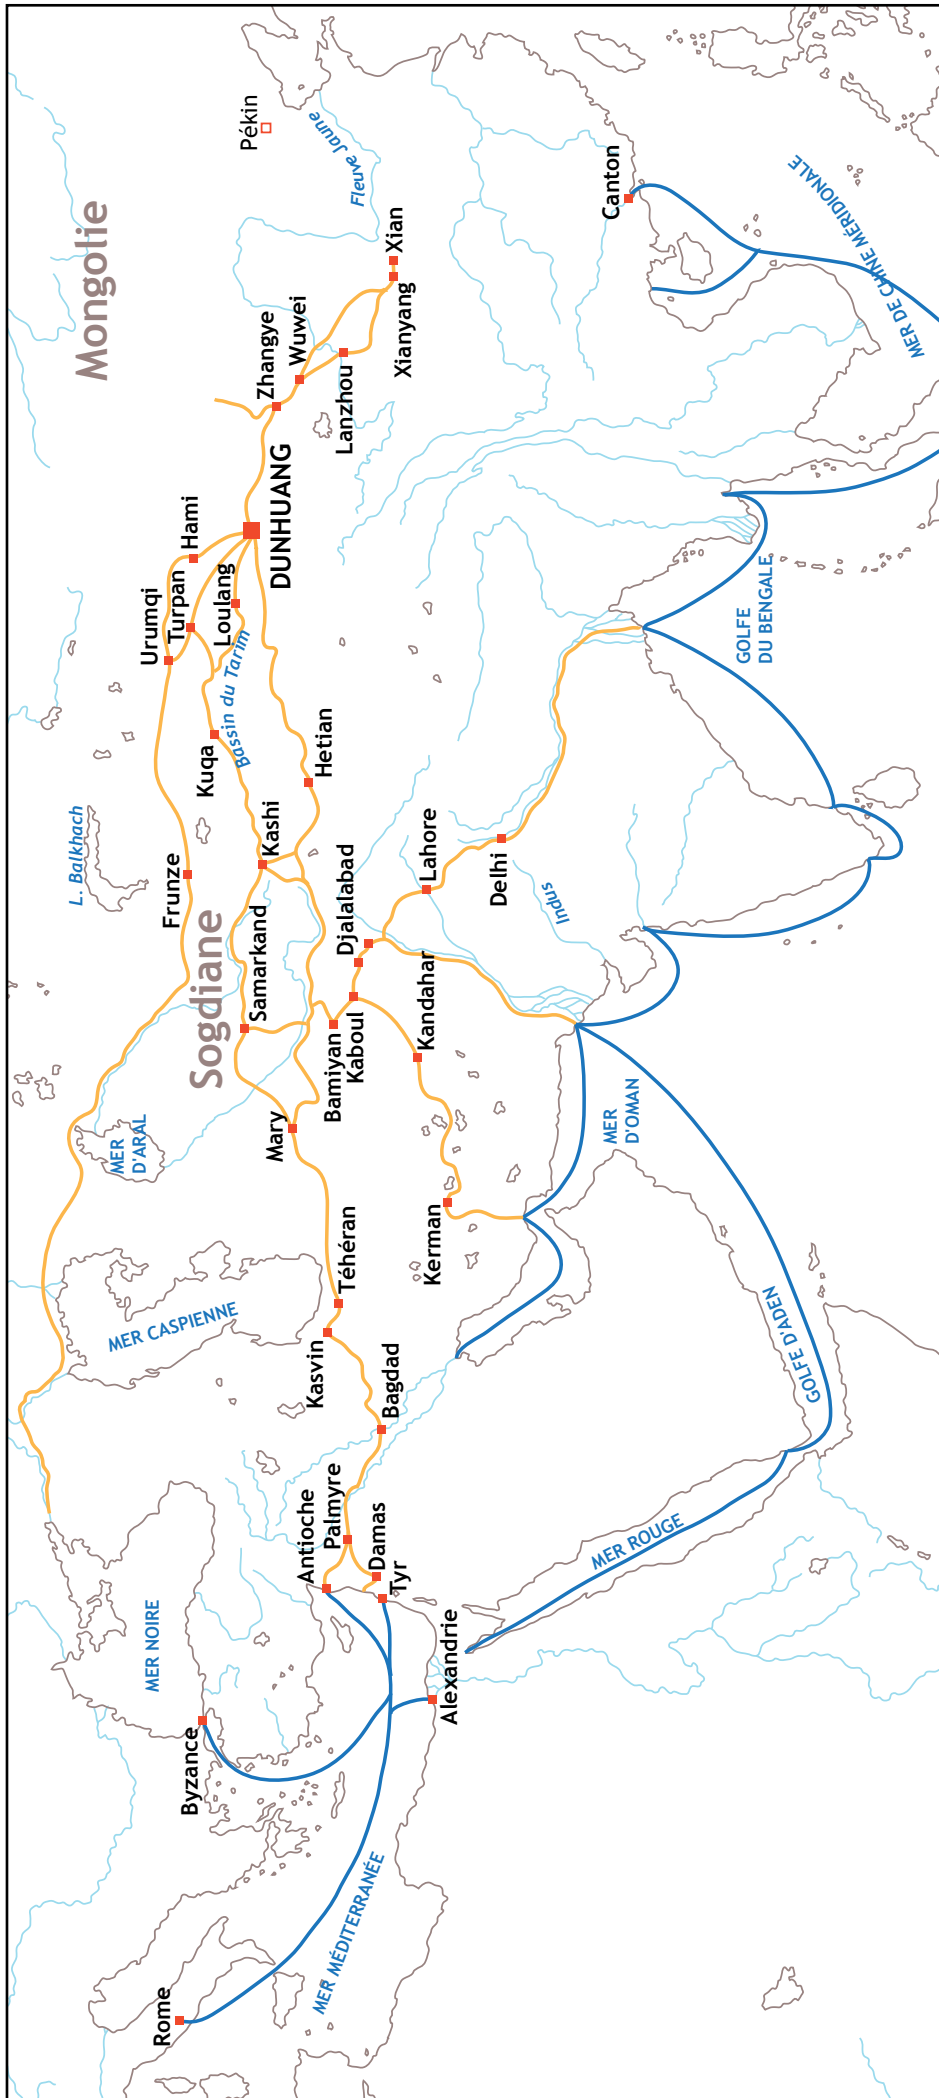 Mongolie
Pékin
Fleuve Jaune
Xian
Xianyang
Wuwei
Zhangye
Lanzhou
Canton
MER DE CHINE MÉRIDIONALE
DUNHUANG
Hami
Turpan
Urumqi
Loulang
Bassin du Tarim
Kuqa
Hetian
Kashi
L. Balkhach
Frunze
Sogdiane
Samarkand
Djalalabad
Lahore
Delhi
Indus
GOLFE
DU BENGALE
Kandahar
Kaboul
Bamiyan
Mary
MER
D'ARAL
MER
D'OMAN
Kerman
Téhéran
Kasvin
MER CASPIENNE
Bagdad
GOLFE D'ADEN
MER ROUGE
Palmyre
Antioche
Damas
Tyr
Alexandrie
MER NOIRE
Byzance
MER MÉDITERRANÉE
Rome